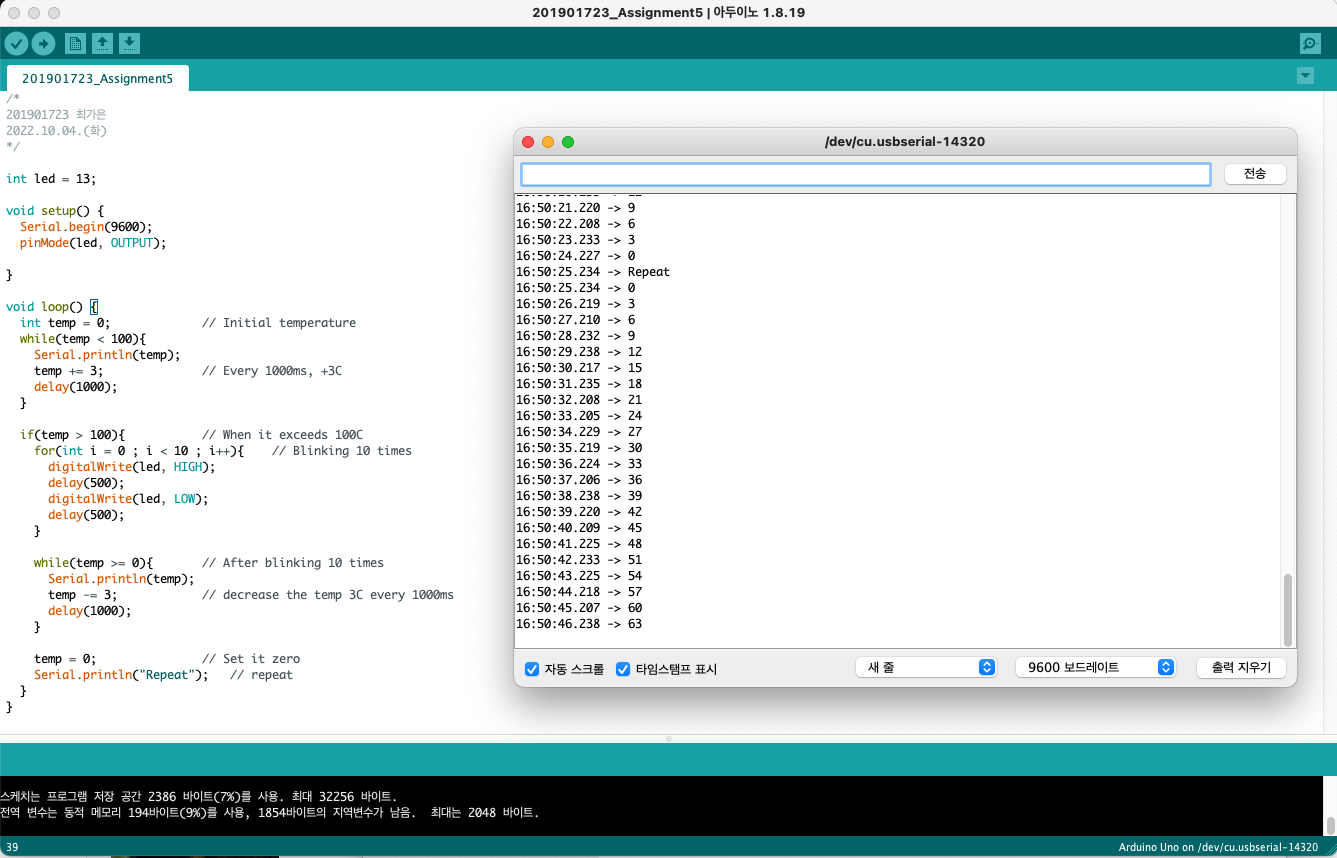 201901723_Assignment5 | 아두이노 1.8.19
201901723_Assignment5
/*
201901723 최가은
2022.10.04.(화)
*/
int led = 13;
void setup() {
  Serial.begin(9600);
  pinMode(led, OUTPUT);
}
void loop() {
  int temp = 0;             // Initial temperature
  while(temp < 100){
    Serial.println(temp);
    temp += 3;              // Every 1000ms, +3C
    delay(1000);
  }
  if(temp > 100){           // When it exceeds 100C
    for(int i = 0 ; i < 10 ; i++){    // Blinking 10 times
      digitalWrite(led, HIGH);
      delay(500);
      digitalWrite(led, LOW);
      delay(500);
    }
    while(temp >= 0){       // After blinking 10 times
      Serial.println(temp);
      temp -= 3;            // decrease the temp 3C every 1000ms
      delay(1000);
    }
    temp = 0;               // Set it zero
    Serial.println("Repeat");   // repeat
  }
}
/dev/cu.usbserial-14320
전송
16:50:21.220 -> 9
16:50:22.208 -> 6
16:50:23.233 -> 3
16:50:24.227 -> 0
16:50:25.234 -> Repeat
16:50:25.234 -> 0
16:50:26.219 -> 3
16:50:27.210 -> 6
16:50:28.232 -> 9
16:50:29.238 -> 12
16:50:30.217 -> 15
16:50:31.235 -> 18
16:50:32.208 -> 21
16:50:33.205 -> 24
16:50:34.229 -> 27
16:50:35.219 -> 30
16:50:36.224 -> 33
16:50:37.206 -> 36
16:50:38.238 -> 39
16:50:39.220 -> 42
16:50:40.209 -> 45
16:50:41.225 -> 48
16:50:42.233 -> 51
16:50:43.225 -> 54
16:50:44.218 -> 57
16:50:45.207 -> 60
16:50:46.238 -> 63
자동 스크롤 타임스탬프 표시 새 줄 9600 보드레이트 출력 지우기
스케치는 프로그램 저장 공간 2386 바이트(7%)를 사용. 최대 32256 바이트.
전역 변수는 동적 메모리 194바이트(9%)를 사용, 1854바이트의 지역변수가 남음.  최대는 2048 바이트.
39
Arduino Uno on /dev/cu.usbserial-14320